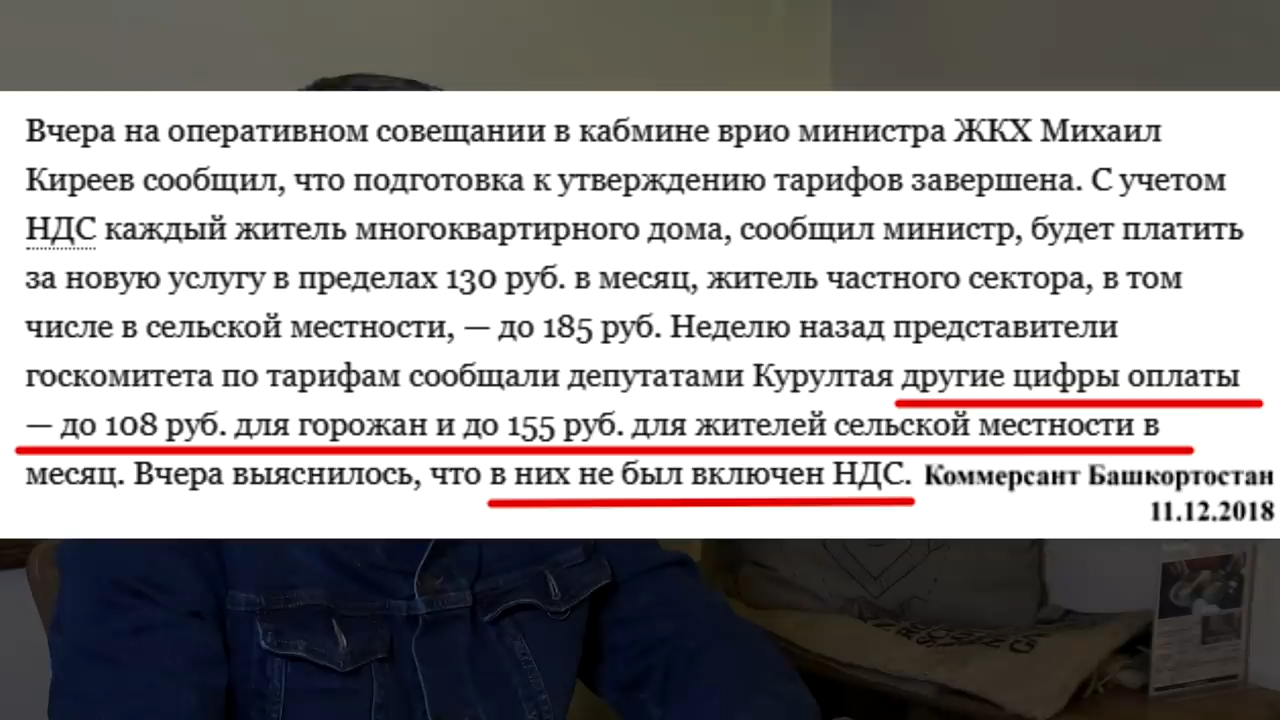 Вчера на оперативном совещании в кабмине врио министра ЖКХ Михаил
Киреев сообщил, что подготовка к утверждению тарифов завершена. С учетом
НДС каждый житель многоквартирного дома, сообщил министр, будет платить
за новую услугу в пределах 130 руб. в месяц, житель частного сектора, в том
числе в сельской местности, — до 185 руб. Неделю назад представители
госкомитета по тарифам сообщали депутатами Курултая другие цифры оплаты
— до 108 руб. для горожан и до 155 руб. для жителей сельской местности в
месяц. Вчера выяснилось, что в них не был включен НДС. Коммерсант Башкортостан
11.12.2018